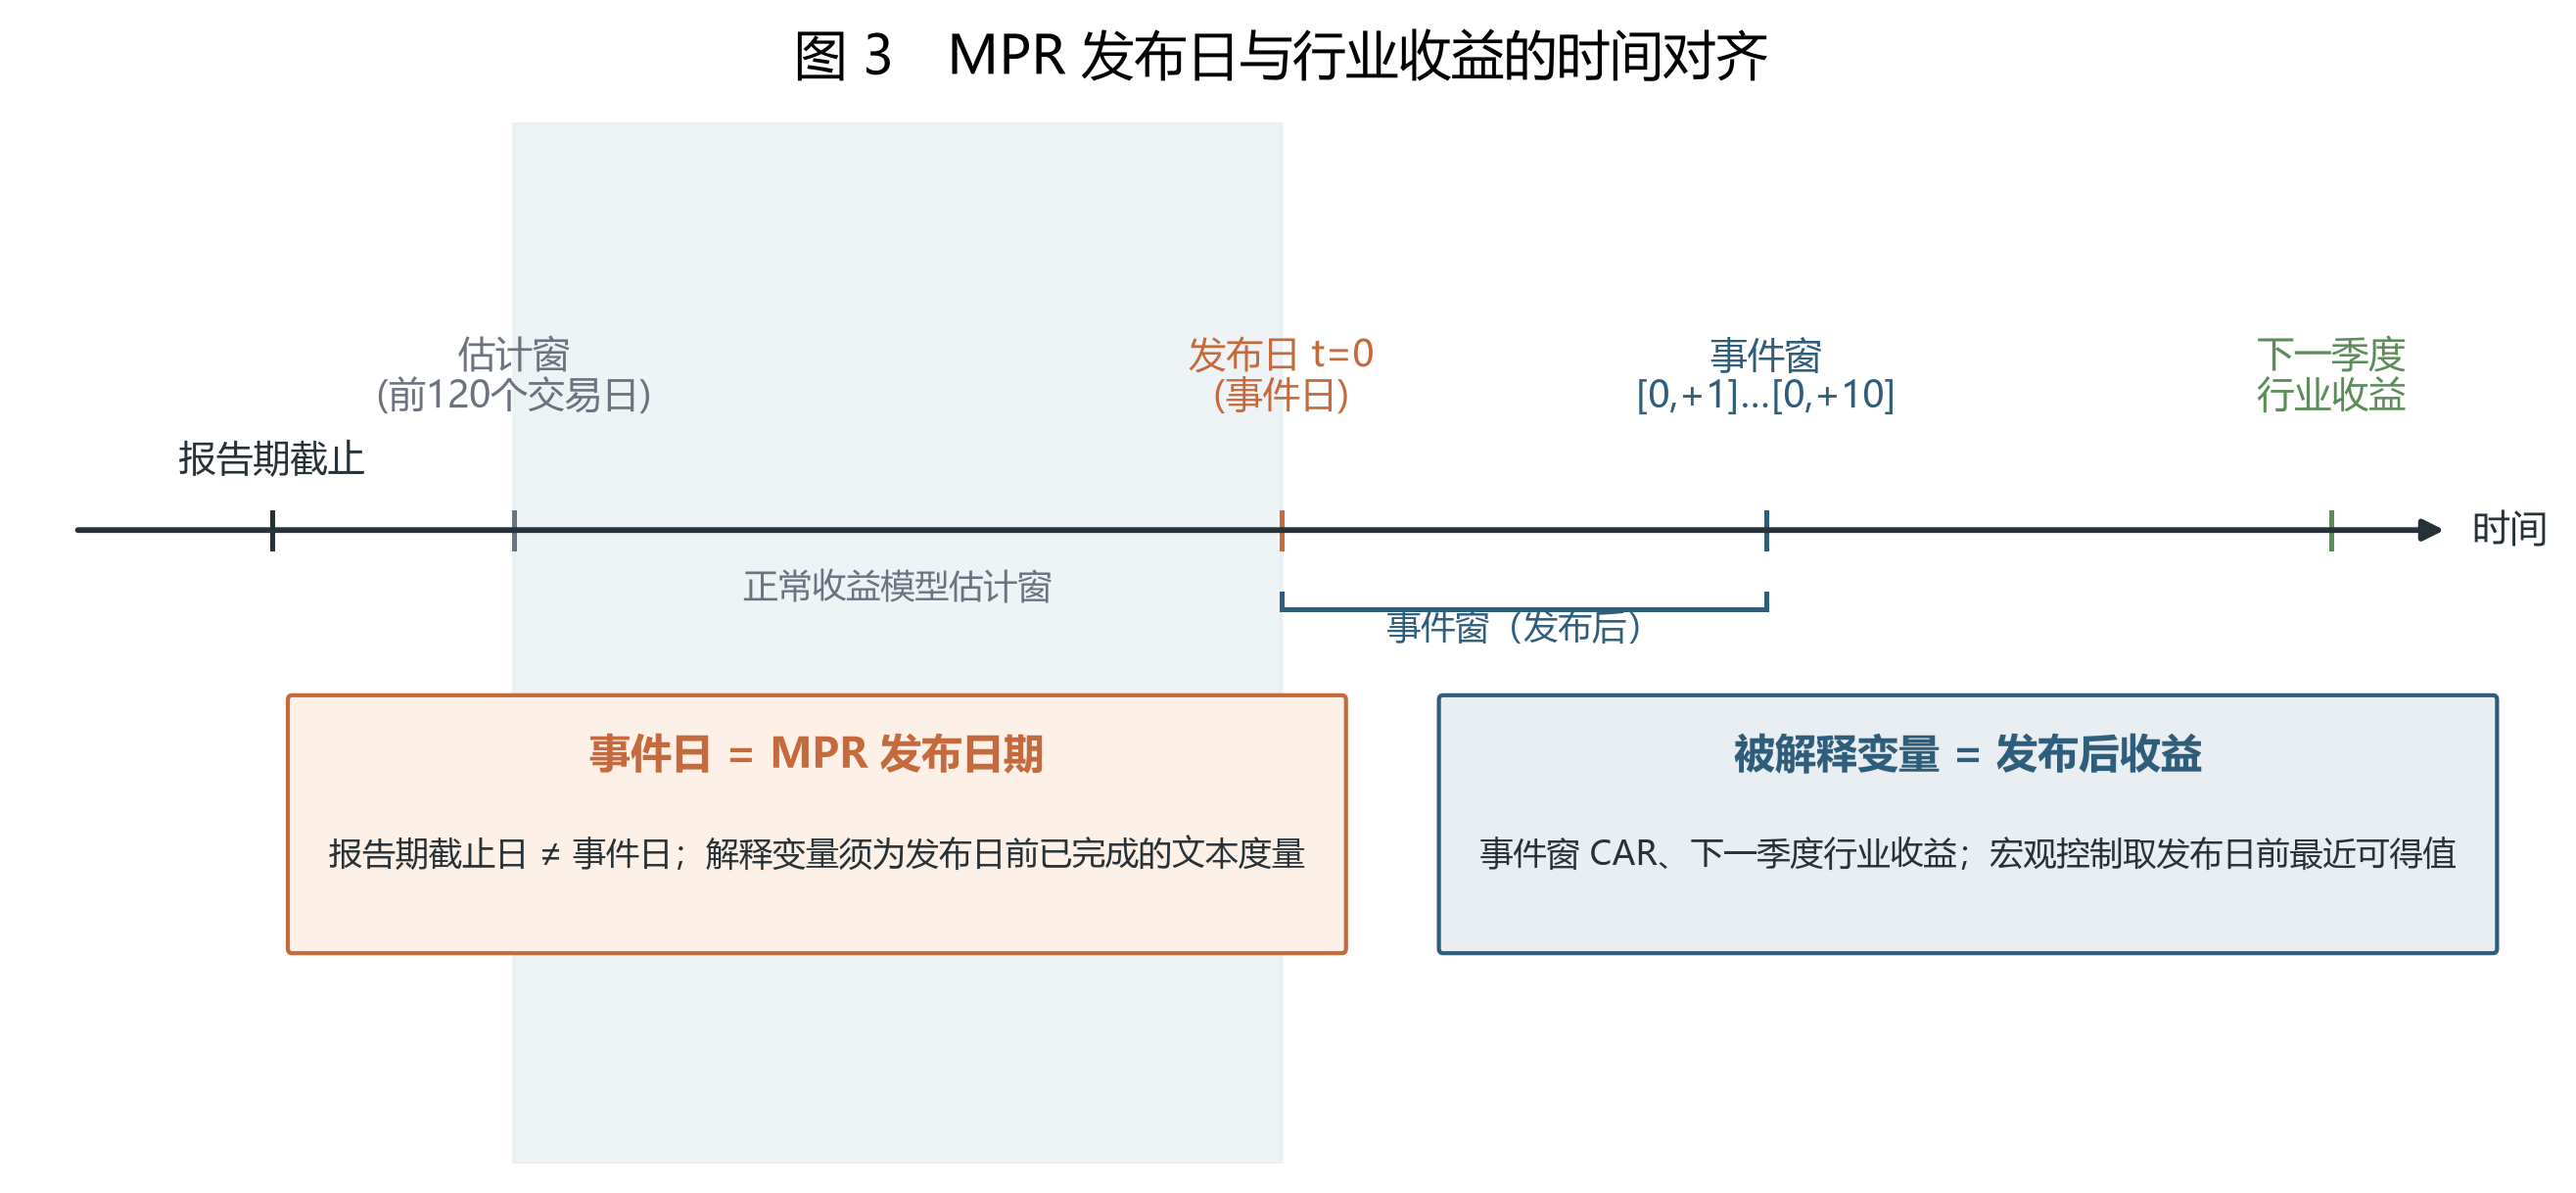 图 3　MPR 发布日与行业收益的时间对齐
估计窗
(前120个交易日)
发布日 t=0
(事件日)
事件窗
[0,+1]…[0,+10]
下一季度
行业收益
报告期截止
时间
正常收益模型估计窗
事件窗（发布后）
事件日 = MPR 发布日期
报告期截止日 ≠ 事件日；解释变量须为发布日前已完成的文本度量
被解释变量 = 发布后收益
事件窗 CAR、下一季度行业收益；宏观控制取发布日前最近可得值